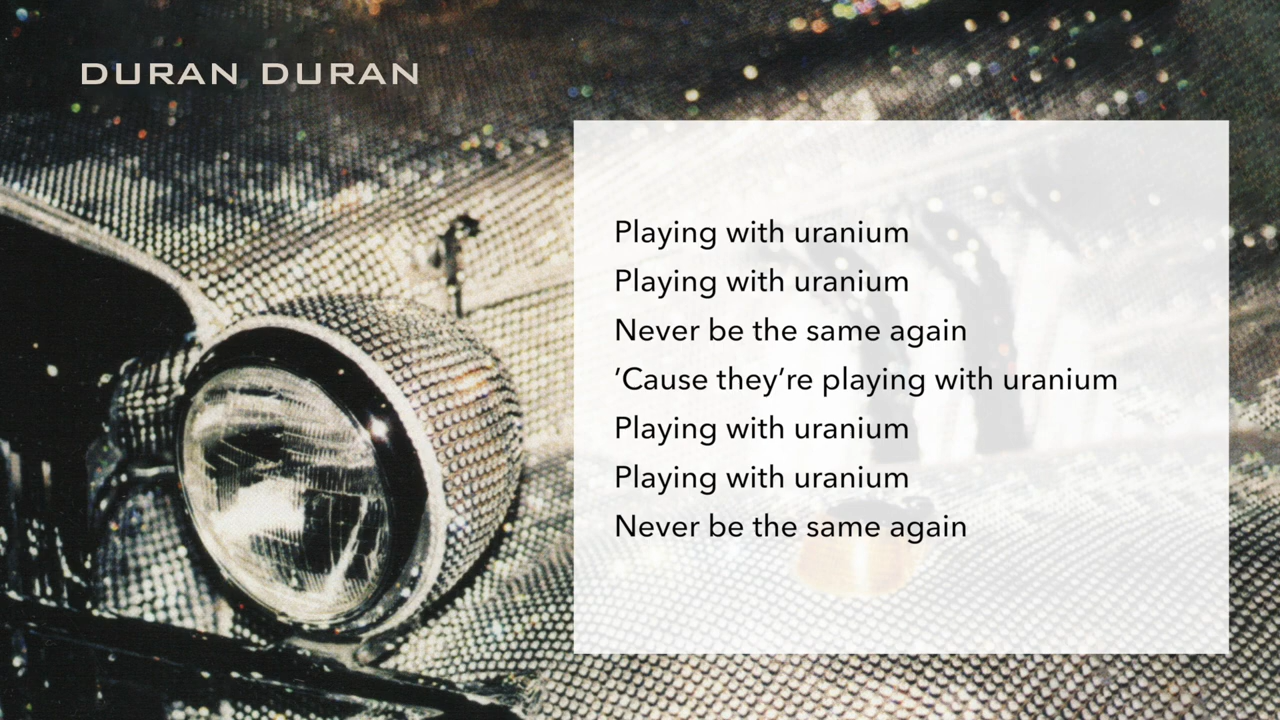 DURAN DURAN
Playing with uranium
Playing with uranium
Never be the same again
’Cause they’re playing with uranium
Playing with uranium
Playing with uranium
Never be the same again